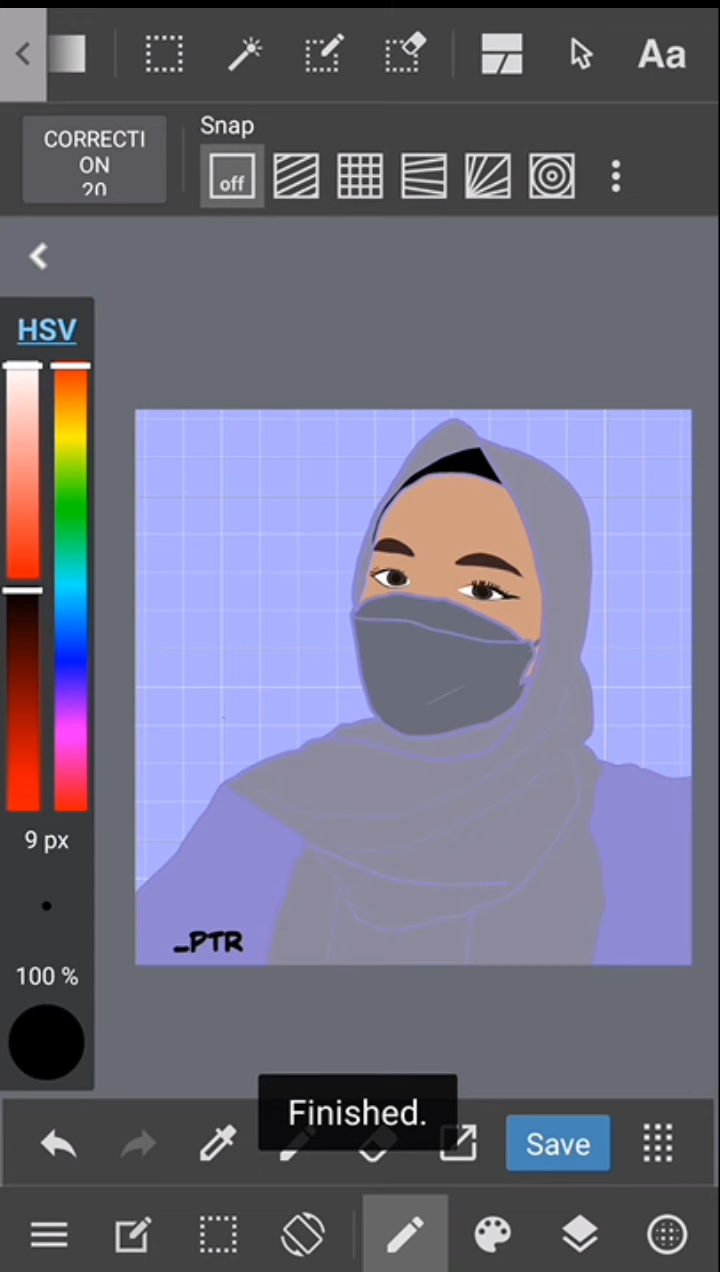 Aa
CORRECTI
ON
20
Snap
off
HSV
9 px
_PTR
100 %
Finished.
Save